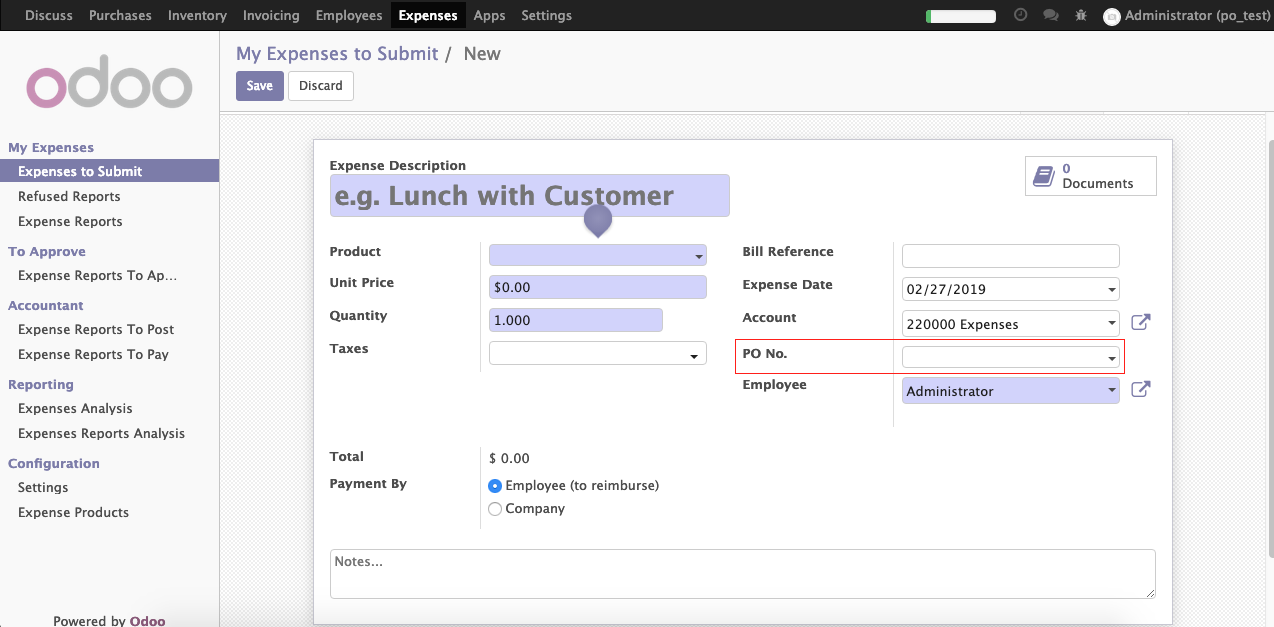 Discuss Purchases Inventory Invoicing Employees Expenses Apps Settings Administrator (po_test)
odoo
My Expenses
Expenses to Submit
Refused Reports
Expense Reports
To Approve
Expense Reports To Ap...
Accountant
Expense Reports To Post
Expense Reports To Pay
Reporting
Expenses Analysis
Expenses Reports Analysis
Configuration
Settings
Expense Products
Powered by Odoo
My Expenses to Submit / New
Save Discard
0
Documents
Expense Description
e.g. Lunch with Customer
Product
Unit Price $0.00
Quantity 1.000
Taxes
Bill Reference
Expense Date 02/27/2019
Account 220000 Expenses
PO No.
Employee Administrator
Total $ 0.00
Payment By Employee (to reimburse)
Company
Notes...